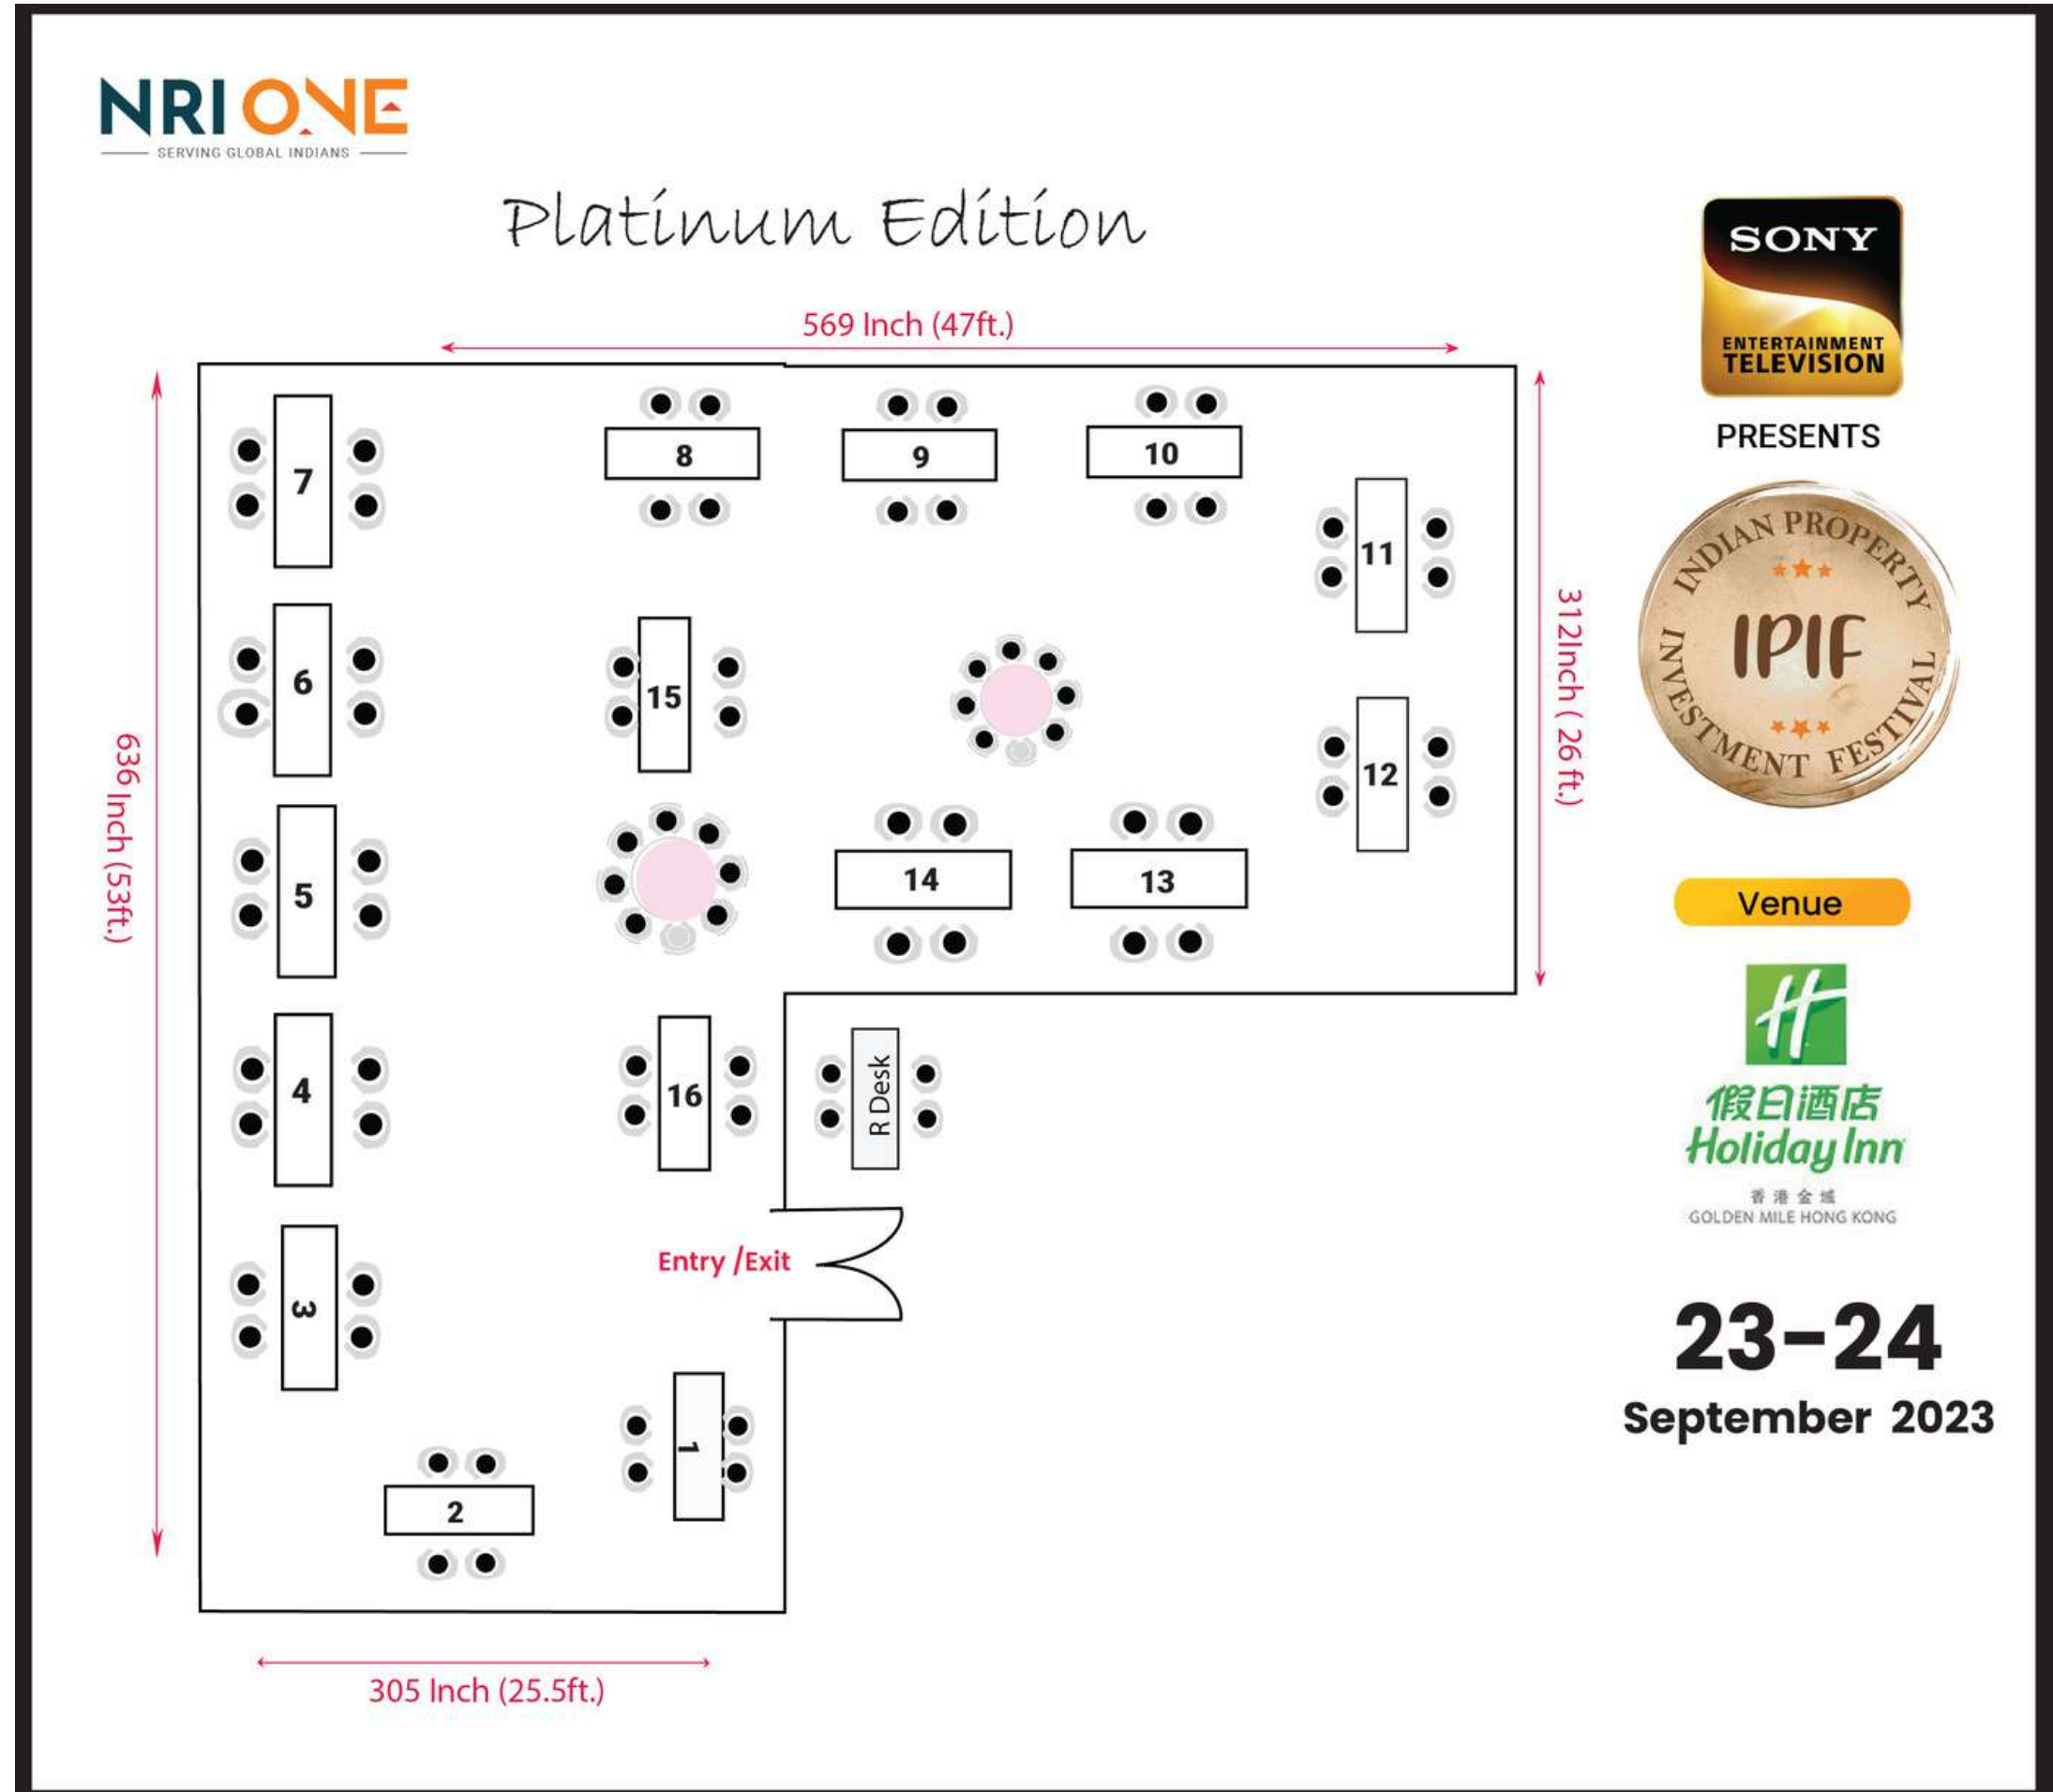 NRI ONE
SERVING GLOBAL INDIANS
Platinum Edition
SONY
ENTERTAINMENT
TELEVISION
PRESENTS
INDIAN PROPERTY
IPIF
INVESTMENT FESTIVAL
Venue
H
假日酒店
Holiday Inn
香港金域
GOLDEN MILE HONG KONG
23-24
September 2023
569 Inch (47ft.)
636 Inch (53ft.)
312Inch ( 26 ft.)
7
8
9
10
11
6
15
12
5
14
13
4
16
R Desk
Entry /Exit
3
1
2
305 Inch (25.5ft.)